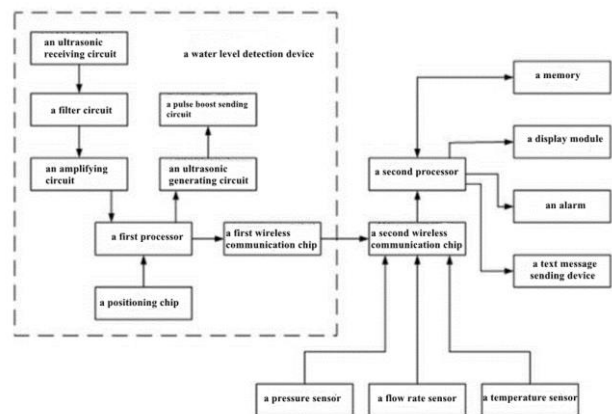 an ultrasonic
receiving circuit
a water level detection device
a memory
a filter circuit
a pulse boost sending
circuit
a display module
an amplifying
circuit
an ultrasonic
generating circuit
a second processor
an alarm
a first processor
a first wireless
communication chip
a second wireless
communication chip
a text message
sending device
a positioning chip
a pressure sensor
a flow rate sensor
a temperature sensor